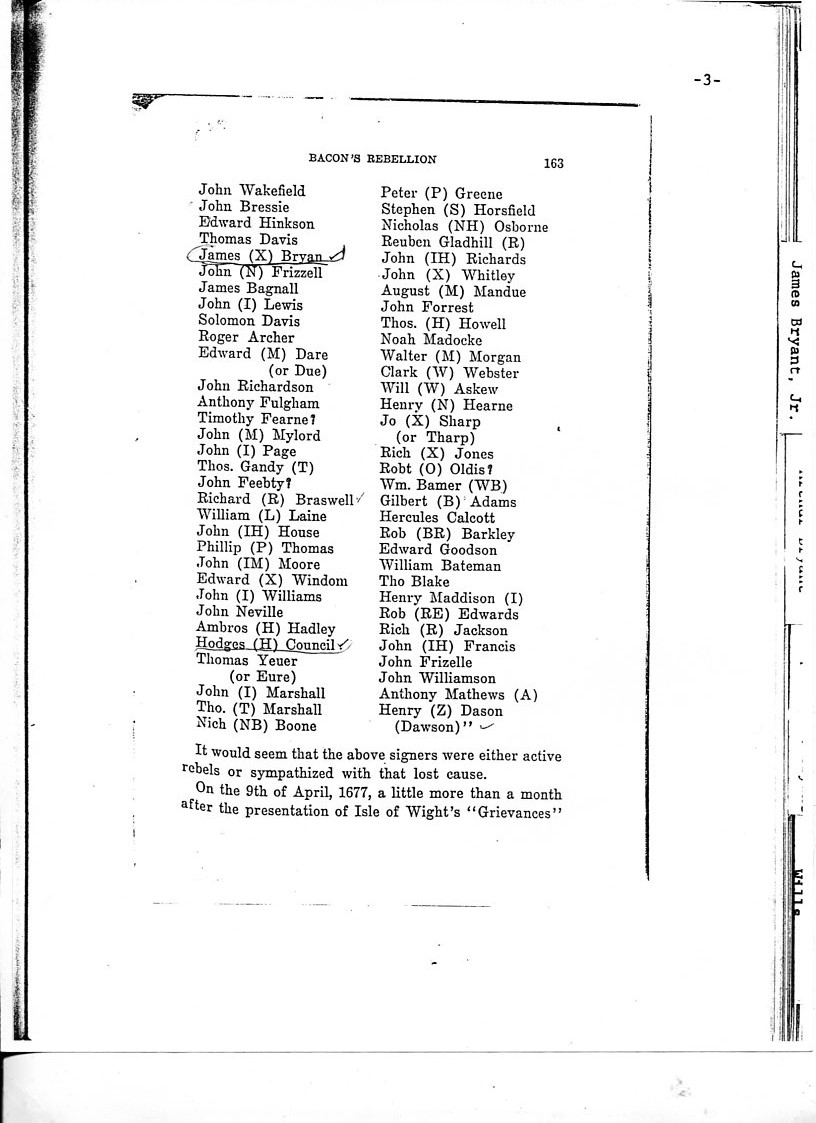 -3-
BACON'S REBELLION 163
John Wakefield
John Bressie
Edward Hinkson
Thomas Davis
James (X) Bryan
John (N) Frizzell
James Bagnall
John (I) Lewis
Solomon Davis
Roger Archer
Edward (M) Dare
(or Due)
John Richardson
Anthony Fulgham
Timothy Fearne?
John (M) Mylord
John (I) Page
Thos. Gandy (T)
John Feebty?
Richard (R) Braswell
William (L) Laine
John (IH) House
Phillip (P) Thomas
John (IM) Moore
Edward (X) Windom
John (I) Williams
John Neville
Ambros (H) Hadley
Hodges (H) Council
Thomas Yeuer
(or Eure)
John (I) Marshall
Tho. (T) Marshall
Nich (NB) Boone
Peter (P) Greene
Stephen (S) Horsfield
Nicholas (NH) Osborne
Reuben Gladhill (R)
John (IH) Richards
John (X) Whitley
August (M) Mandue
John Forrest
Thos. (H) Howell
Noah Madocke
Walter (M) Morgan
Clark (W) Webster
Will (W) Askew
Henry (N) Hearne
Jo (X) Sharp
(or Tharp)
Rich (X) Jones
Robt (O) Oldis?
Wm. Bamer (WB)
Gilbert (B) Adams
Hercules Calcott
Rob (BR) Barkley
Edward Goodson
William Bateman
Tho Blake
Henry Maddison (I)
Rob (RE) Edwards
Rich (R) Jackson
John (IH) Francis
John Frizelle
John Williamson
Anthony Mathews (A)
Henry (Z) Dason
(Dawson)"
It would seem that the above signers were either active
rebels or sympathized with that lost cause.
On the 9th of April, 1677, a little more than a month
after the presentation of Isle of Wight's "Grievances"
James Bryant, Jr.